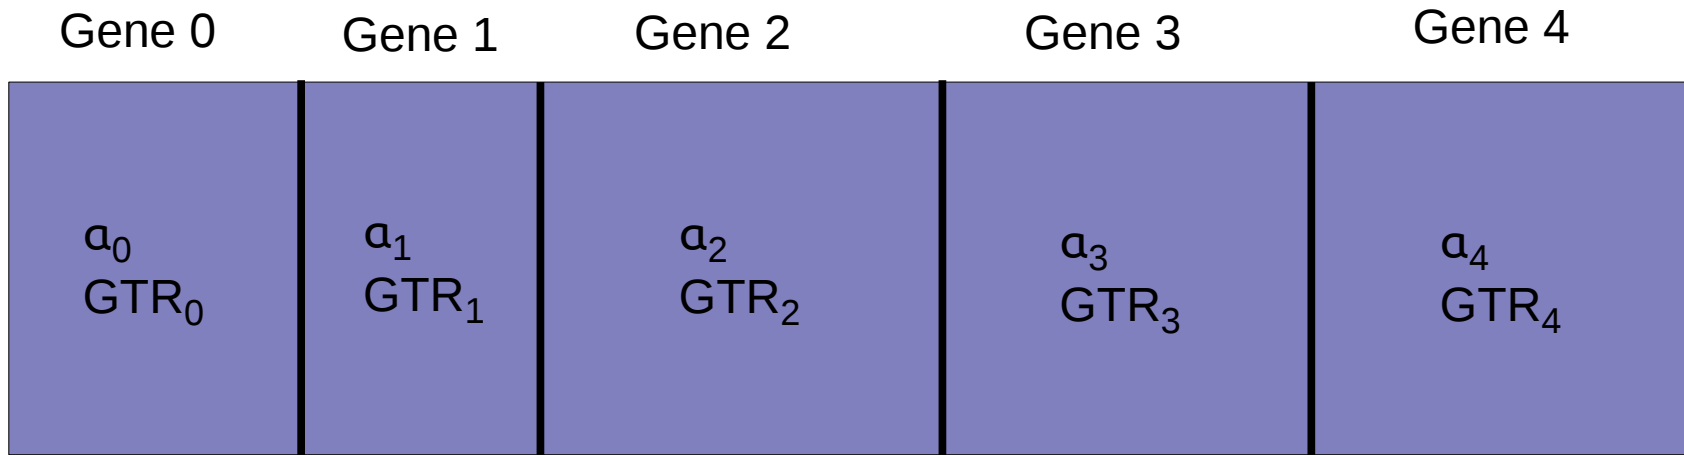 Gene 0
Gene 1
Gene 2
Gene 3
Gene 4
α₀
GTR₀
α₁
GTR₁
α₂
GTR₂
α₃
GTR₃
α₄
GTR₄